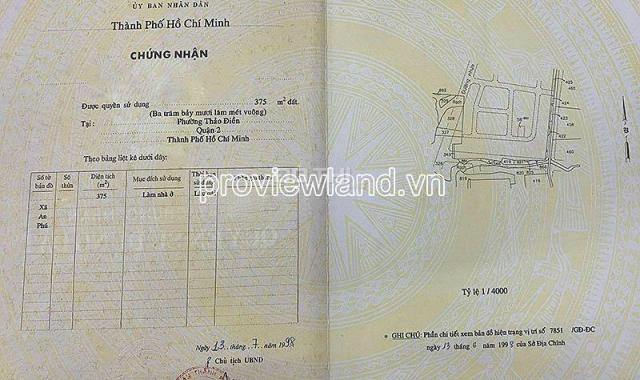 ỦY BAN NHÂN DÂN
Thành Phố Hồ Chí Minh
CHỨNG NHẬN
Được quyền sử dụng 375 m² đất.
(Ba trăm bảy mươi lăm mét vuông)
Tại: Phường Thảo Điền
Quận 2
Thành Phố Hồ Chí Minh
Theo bảng liệt kê dưới đây:
Số tờ bản đồ Số thửa Diện tích (m²) Mục đích sử dụng
375 Làm nhà ở
Xã
An
Phú
proviewland.vn
Ngày 13 tháng 7 năm 1998
Chủ tịch UBND
Tỷ lệ 1/4000
GHI CHÚ: Phần chi tiết xem bản đồ hiện trạng vị trí số 7851 /GĐ-ĐC
ngày 13 tháng 6 năm 1998 của Sở Địa Chính